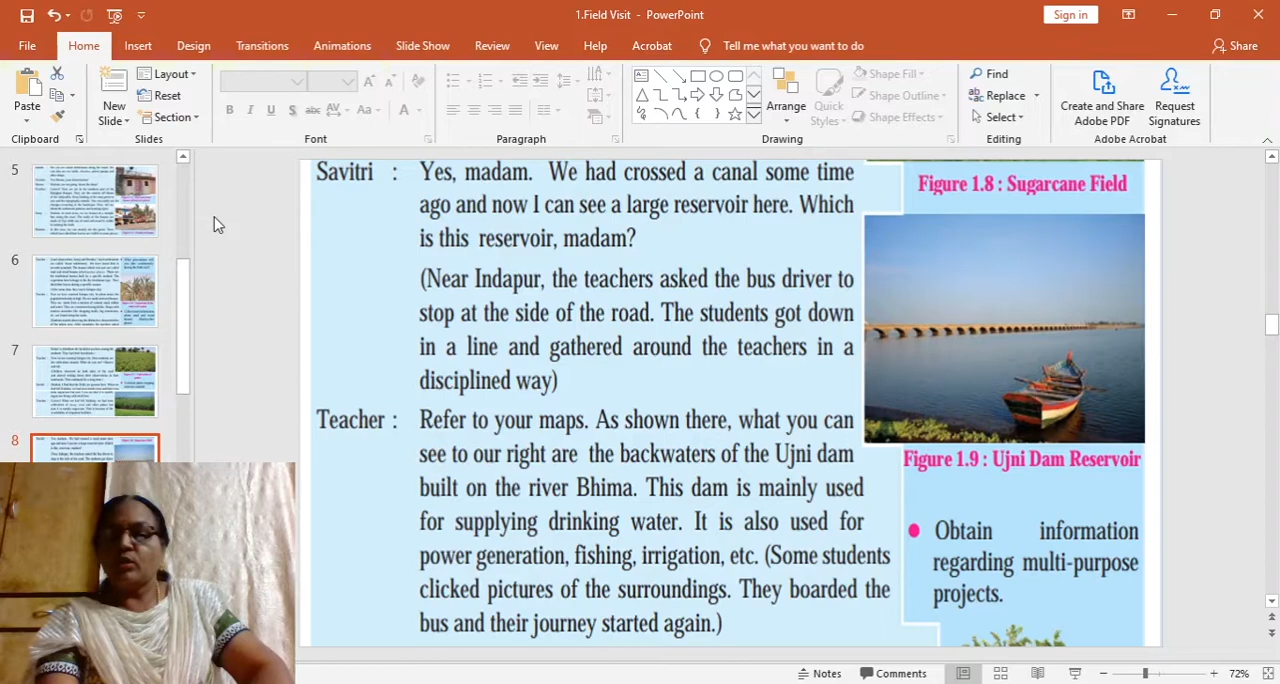 1.Field Visit - PowerPoint
Sign in
File Home Insert Design Transitions Animations Slide Show Review View Help Acrobat Tell me what you want to do Share
Paste
New Slide
Layout
Reset
Section
Find
Replace
Select
Arrange
Quick Styles
Shape Fill
Shape Outline
Shape Effects
Create and Share Adobe PDF
Request Signatures
Clipboard Slides Font Paragraph Drawing Editing Adobe Acrobat
5
6
7
8
Savitri : Yes, madam. We had crossed a canal some time
ago and now I can see a large reservoir here. Which
is this reservoir, madam?
(Near Indapur, the teachers asked the bus driver to
stop at the side of the road. The students got down
in a line and gathered around the teachers in a
disciplined way)
Teacher : Refer to your maps. As shown there, what you can
see to our right are the backwaters of the Ujni dam
built on the river Bhima. This dam is mainly used
for supplying drinking water. It is also used for
power generation, fishing, irrigation, etc. (Some students
clicked pictures of the surroundings. They boarded the
bus and their journey started again.)
Figure 1.8 : Sugarcane Field
Figure 1.9 : Ujni Dam Reservoir
• Obtain information
regarding multi-purpose
projects.
Notes Comments 72%